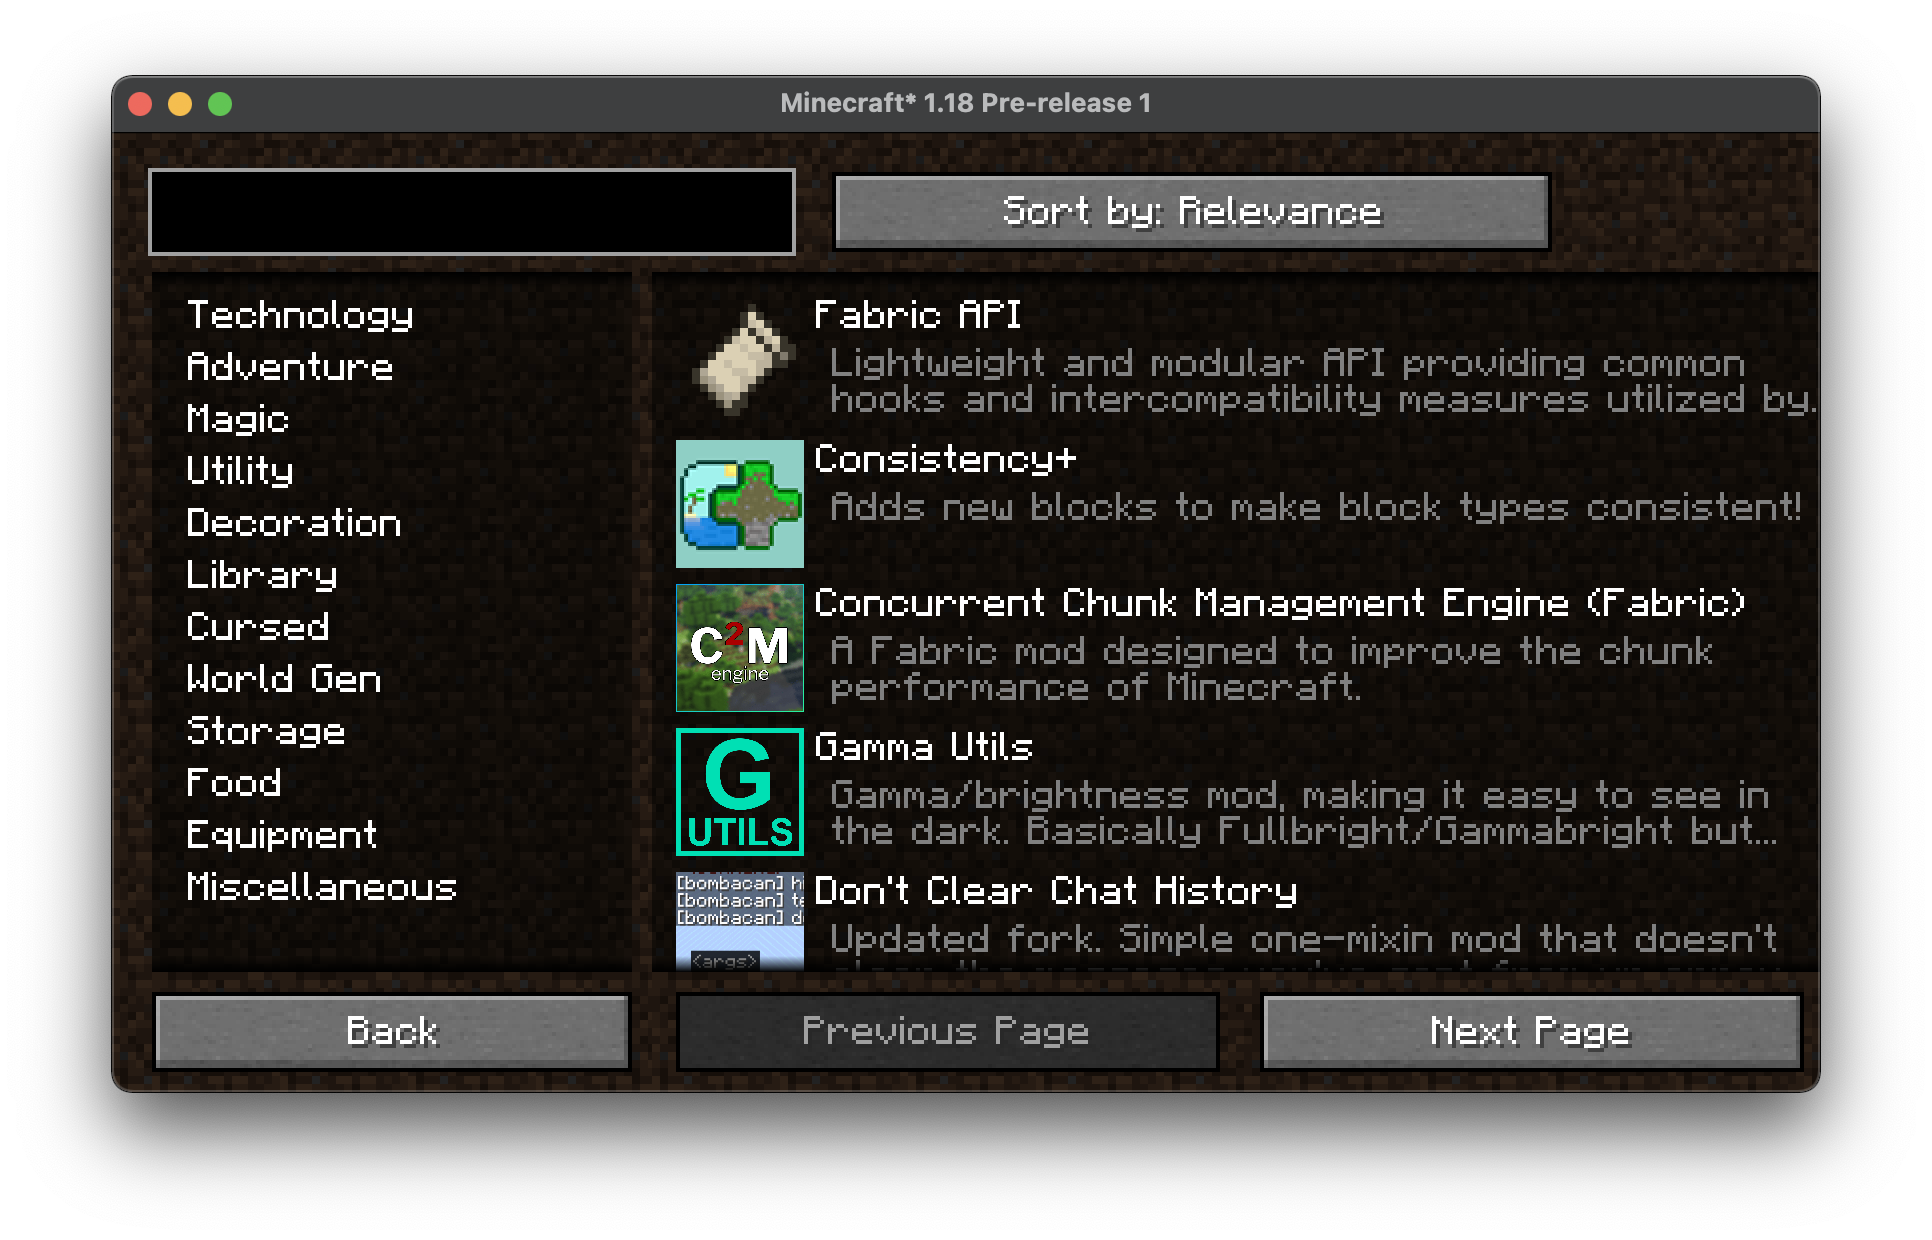 Minecraft* 1.18 Pre-release 1
Sort by: Relevance
Technology
Adventure
Magic
Utility
Decoration
Library
Cursed
World Gen
Storage
Food
Equipment
Miscellaneous
Fabric API
Lightweight and modular API providing common
hooks and intercompatibility measures utilized by.
Consistency+
Adds new blocks to make block types consistent!
C2M
engine
Concurrent Chunk Management Engine (Fabric)
A Fabric mod designed to improve the chunk
performance of Minecraft.
G
UTILS
Gamma Utils
Gamma/brightness mod, making it easy to see in
the dark. Basically Fullbright/Gammabright but...
[bombacan] h
[bombacan] te
[bombacan] d
<args>
Don't Clear Chat History
Updated fork. Simple one-mixin mod that doesn't
Back
Previous Page
Next Page